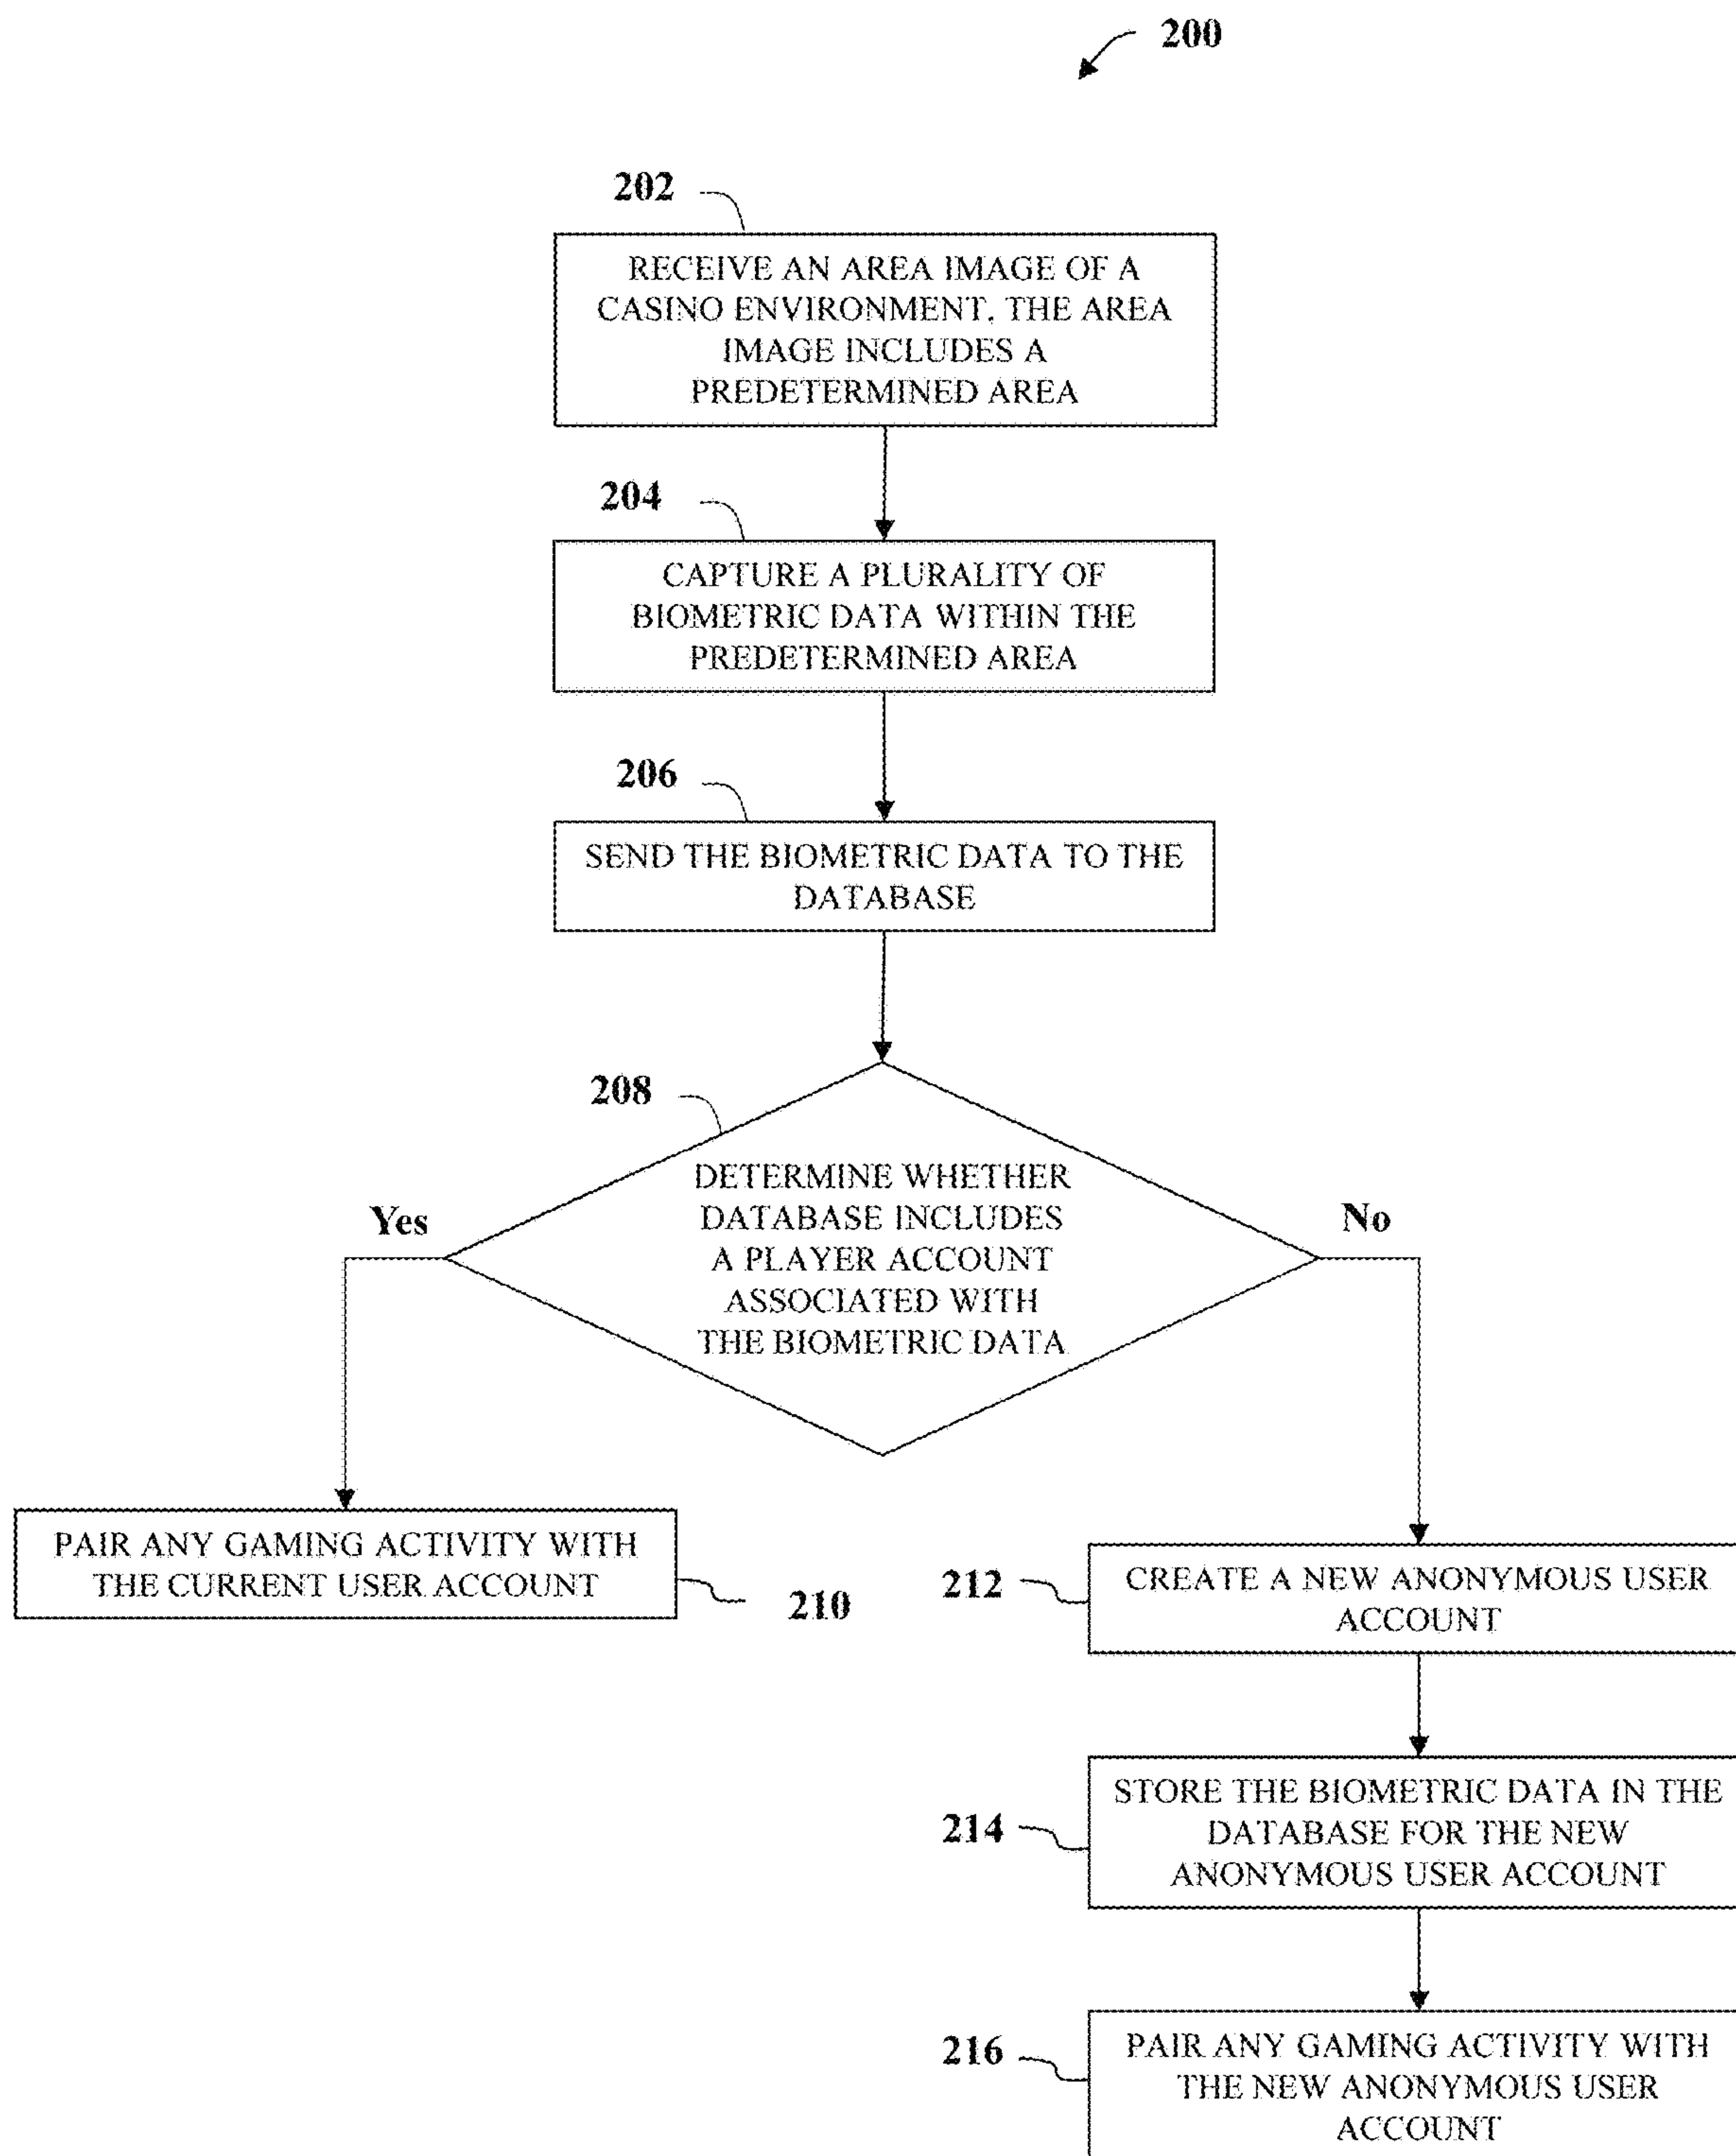 200
202
RECEIVE AN AREA IMAGE OF A
CASINO ENVIRONMENT, THE AREA
IMAGE INCLUDES A
PREDETERMINED AREA
204
CAPTURE A PLURALITY OF
BIOMETRIC DATA WITHIN THE
PREDETERMINED AREA
206
SEND THE BIOMETRIC DATA TO THE
DATABASE
208
DETERMINE WHETHER
DATABASE INCLUDES
A PLAYER ACCOUNT
ASSOCIATED WITH
THE BIOMETRIC DATA
Yes
No
PAIR ANY GAMING ACTIVITY WITH
THE CURRENT USER ACCOUNT
210
212
CREATE A NEW ANONYMOUS USER
ACCOUNT
214
STORE THE BIOMETRIC DATA IN THE
DATABASE FOR THE NEW
ANONYMOUS USER ACCOUNT
216
PAIR ANY GAMING ACTIVITY WITH
THE NEW ANONYMOUS USER
ACCOUNT